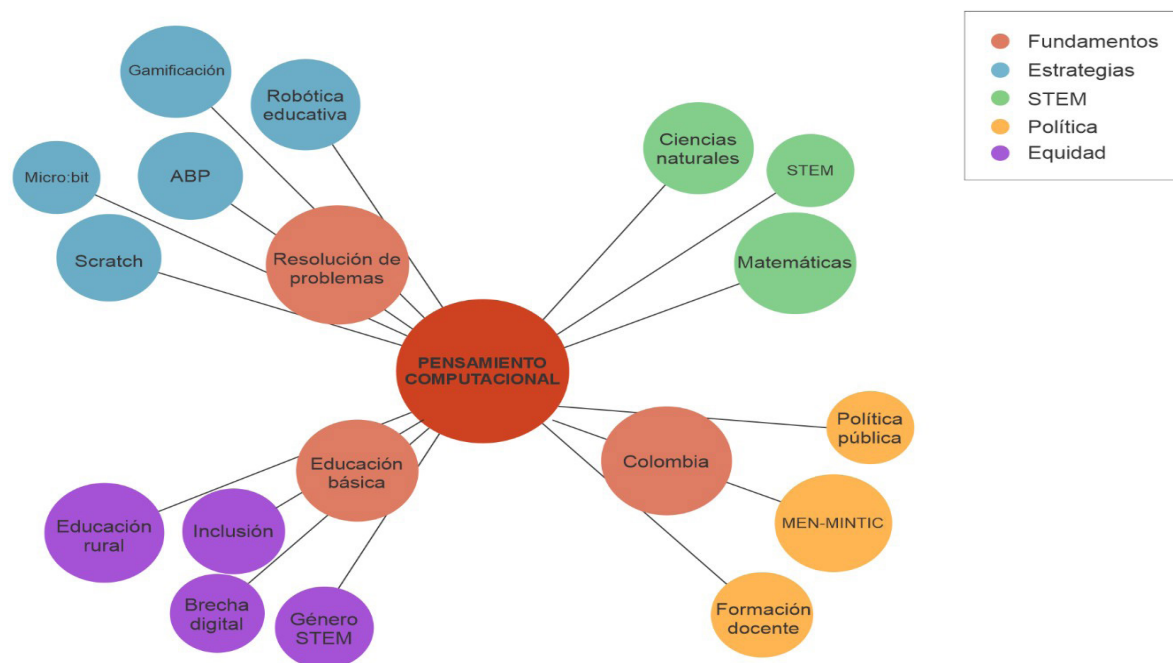 Gamificación
Robótica
educativa
Micro:bit
ABP
Scratch
Resolución de
problemas
Ciencias
naturales
STEM
Matemáticas
Fundamentos
Estrategias
STEM
Política
Equidad
PENSAMIENTO
COMPUTACIONAL
Educación
básica
Colombia
Política
pública
Educación
rural
Inclusión
MEN-MINTIC
Brecha
digital
Género
STEM
Formación
docente